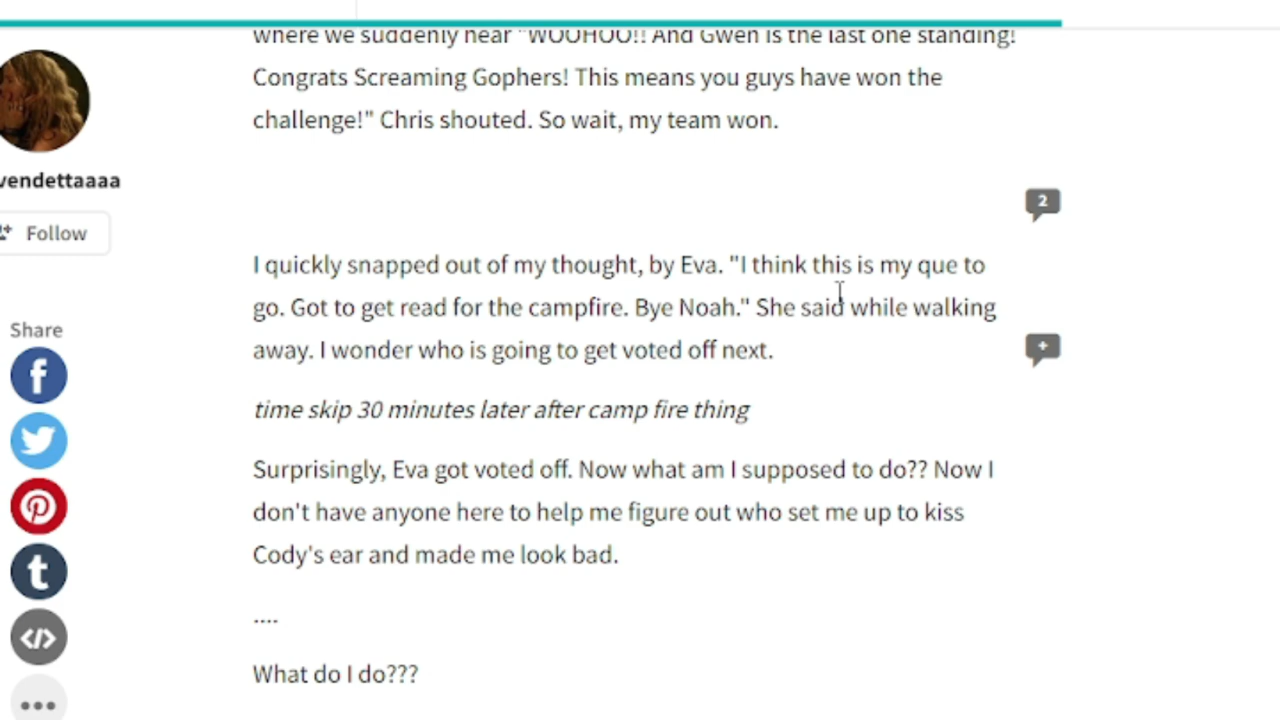 where we suddenly hear "WOOHOO!! And Gwen is the last one standing!
Congrats Screaming Gophers! This means you guys have won the
challenge!" Chris shouted. So wait, my team won.
vendettaaaa
2
Follow
I quickly snapped out of my thought, by Eva. "I think this is my que to
go. Got to get read for the campfire. Bye Noah." She said while walking
away. I wonder who is going to get voted off next.
+
Share
time skip 30 minutes later after camp fire thing
Surprisingly, Eva got voted off. Now what am I supposed to do?? Now I
don't have anyone here to help me figure out who set me up to kiss
Cody's ear and made me look bad.
....
What do I do???